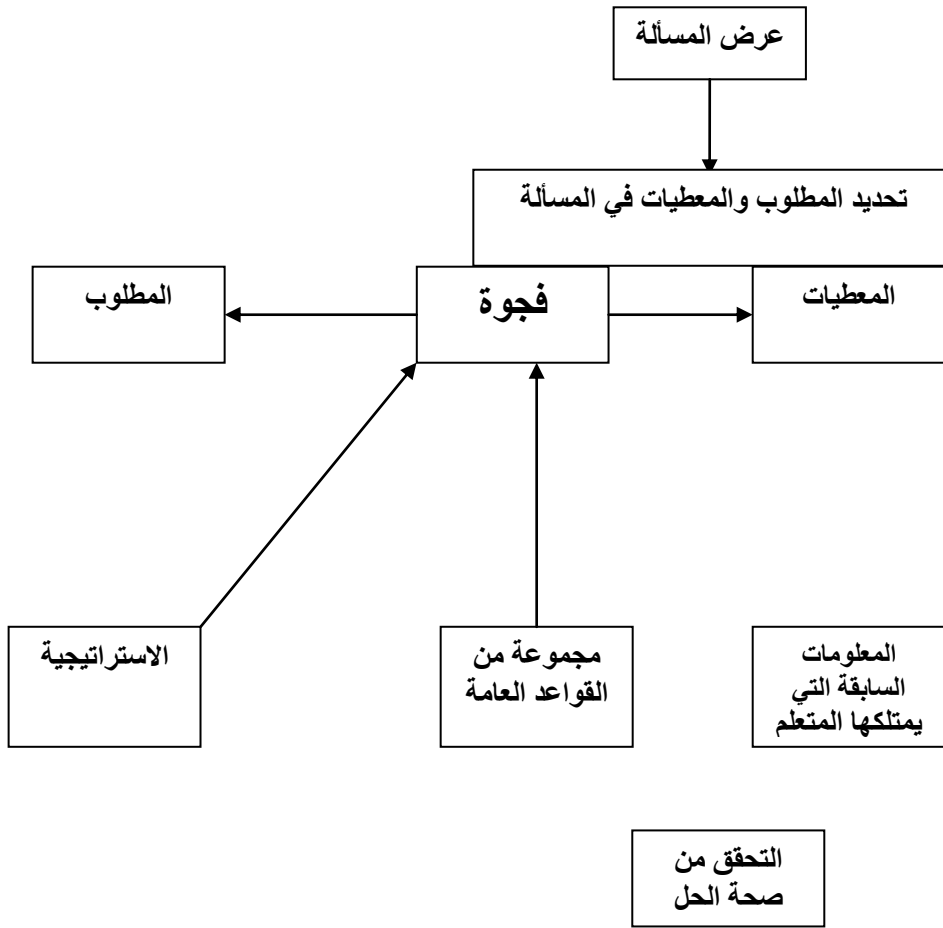 عرض المسألة
تحديد المطلوب والمعطيات في المسألة
المعطيات
فجوة
المطلوب
المعلومات
السابقة التي
يمتلكها المتعلم
مجموعة من
القواعد العامة
الاستراتيجية
التحقق من
صحة الحل